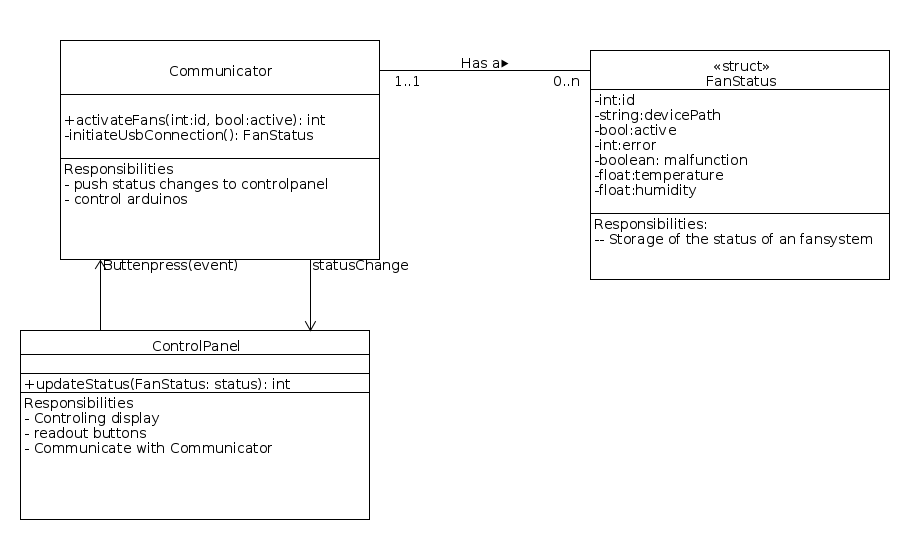 Communicator
+activateFans(int:id, bool:active): int
-initiateUsbConnection(): FanStatus
Responsibilities
- push status changes to controlpanel
- control arduinos
Has a
1..1
0..n
«struct»
FanStatus
-int:id
-string:devicePath
-bool:active
-int:error
-boolean: malfunction
-float:temperature
-float:humidity
Responsibilities:
-- Storage of the status of an fansystem
Buttenpress(event)
statusChange
ControlPanel
+updateStatus(FanStatus: status): int
Responsibilities
- Controling display
- readout buttons
- Communicate with Communicator